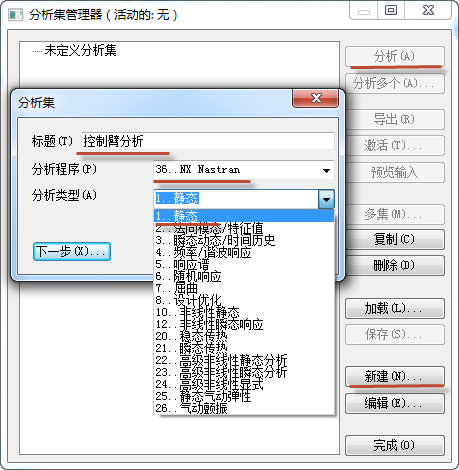 分析集管理器 ( 活动的: 无 )
未定义分析集
分析(A)
分析多个(A)...
导出(R)
激活(T)...
预览输入
多集(M)...
复制(C)
删除(D)
加载(L)...
保存(S)...
新建(N)...
编辑(E)...
完成(O)
分析集
标题(T)
控制臂分析
分析程序(P)
36..NX Nastran
分析类型(A)
1..静态
1..静态
2..法向模态/特征值
3..瞬态动态/时间历史
4..频率/谐波响应
5..响应谱
6..随机响应
7..屈曲
8..设计优化
10..非线性静态
12..非线性瞬态响应
20..稳态传热
21..瞬态传热
22..高级非线性静态分析
23..高级非线性瞬态分析
24..高级非线性显式
25..静态气动弹性
26..气动颤振
下一步(X)...